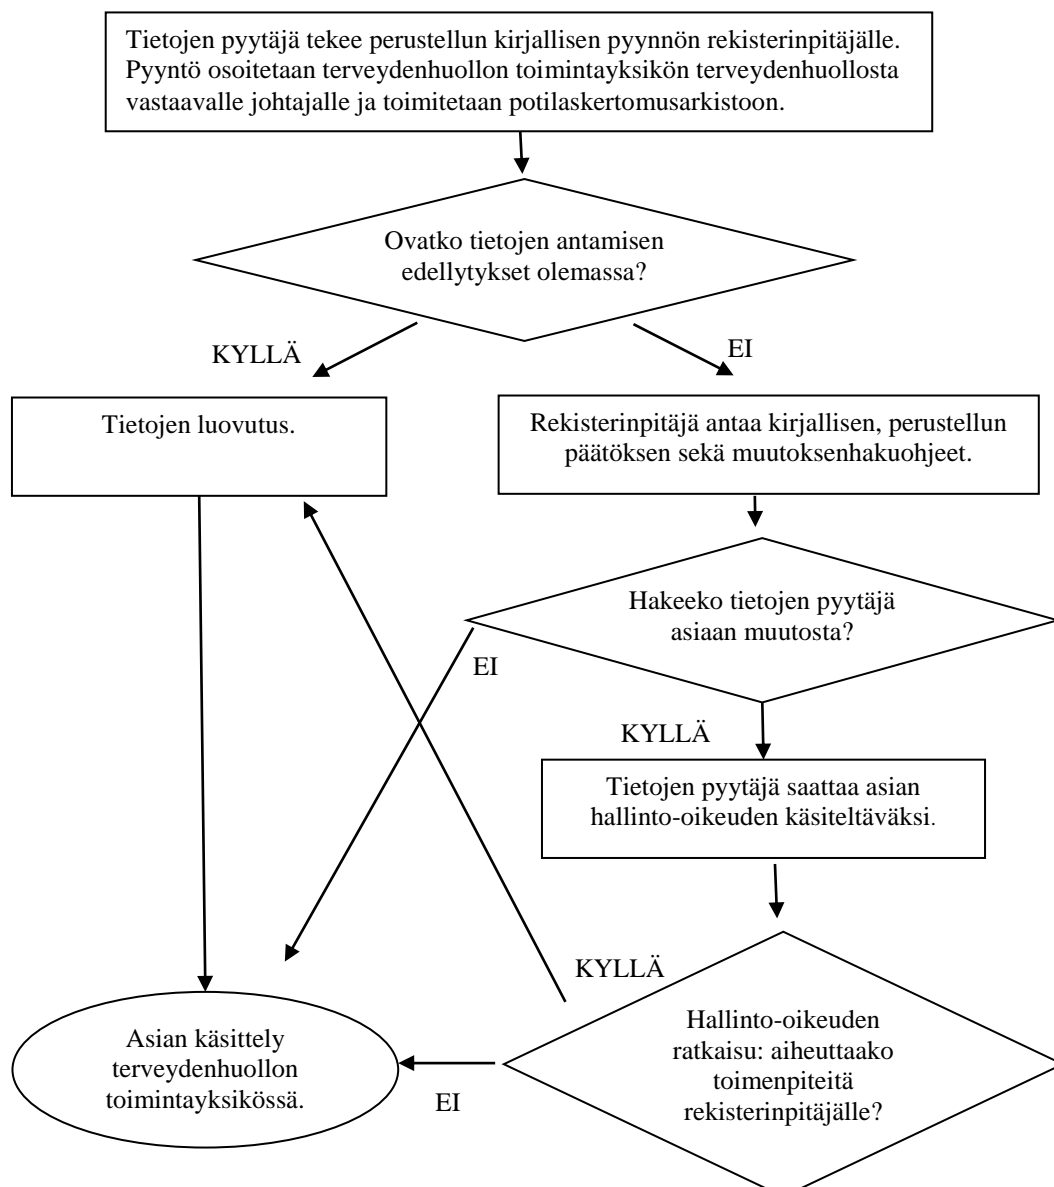 Tietojen pyytäjä tekee perustellun kirjallisen pyynnön rekisterinpitäjälle.
Pyyntö osoitetaan terveydenhuollon toimintayksikön terveydenhuollosta
vastaavalle johtajalle ja toimitetaan potilaskertomusarkistoon.
Ovatko tietojen antamisen
edellytykset olemassa?
KYLLÄ
EI
Tietojen luovutus.
Rekisterinpitäjä antaa kirjallisen, perustellun
päätöksen sekä muutoksenhakuohjeet.
Hakeeko tietojen pyytäjä
asiaan muutosta?
EI
KYLLÄ
Tietojen pyytäjä saattaa asian
hallinto-oikeuden käsiteltäväksi.
KYLLÄ
Hallinto-oikeuden
ratkaisu: aiheuttaako
toimenpiteitä
rekisterinpitäjälle?
EI
Asian käsittely
terveydenhuollon
toimintayksikössä.